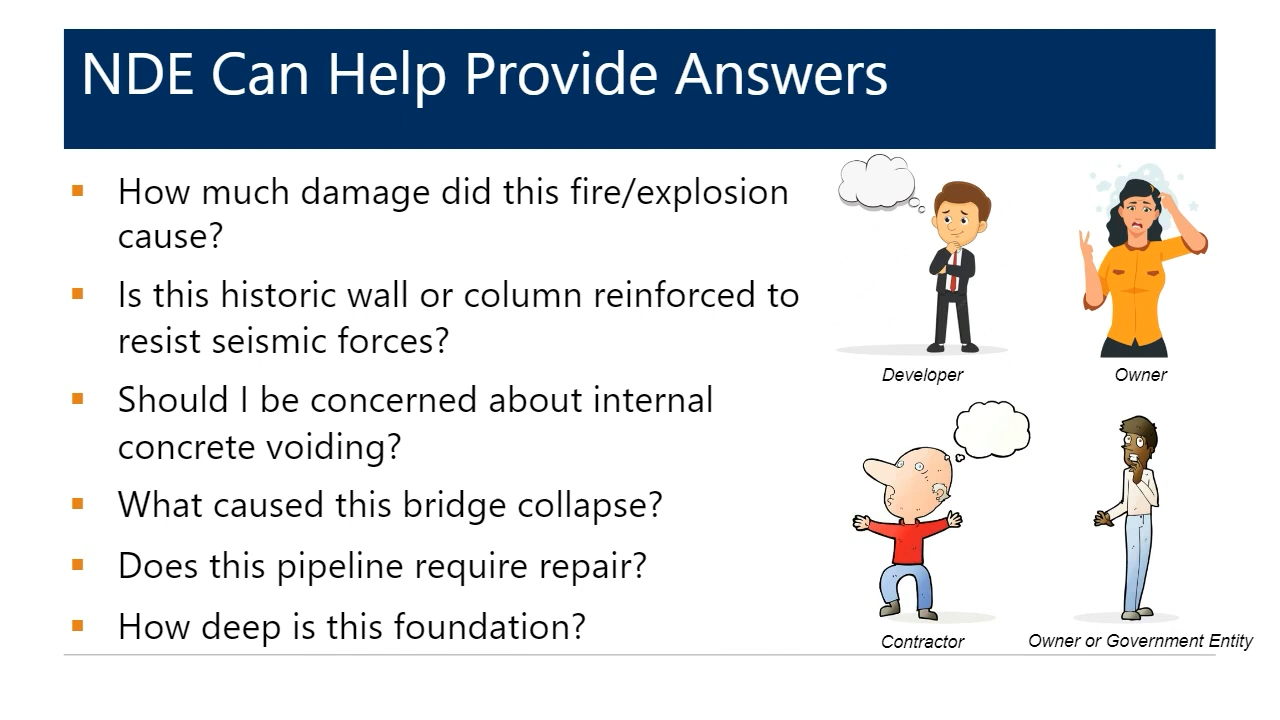 NDE Can Help Provide Answers
How much damage did this fire/explosion
cause?
Is this historic wall or column reinforced to
resist seismic forces?
Should I be concerned about internal
concrete voiding?
What caused this bridge collapse?
Does this pipeline require repair?
How deep is this foundation?
Developer
Owner
Contractor
Owner or Government Entity